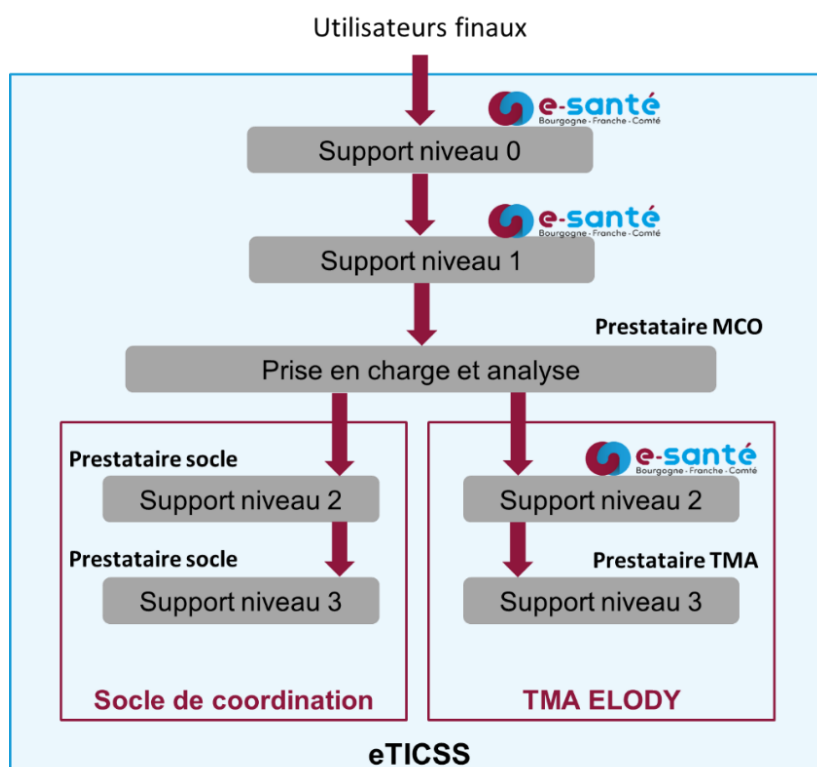 Utilisateurs finaux
e-santé
Bourgogne - Franche - Comté
Support niveau 0
e-santé
Bourgogne - Franche - Comté
Support niveau 1
Prestataire MCO
Prise en charge et analyse
Prestataire socle
Support niveau 2
Prestataire socle
Support niveau 3
Socle de coordination
e-santé
Bourgogne - Franche - Comté
Support niveau 2
Prestataire TMA
Support niveau 3
TMA ELODY
eTICSS